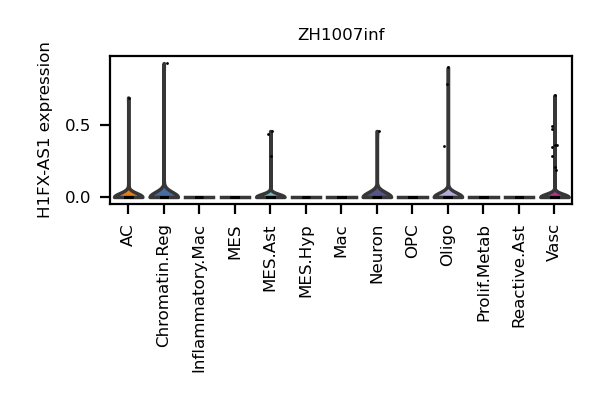 ZH1007inf
H1FX-AS1 expression
0.5
0.0
AC
Chromatin.Reg
Inflammatory.Mac
MES
MES.Ast
MES.Hyp
Mac
Neuron
OPC
Oligo
Prolif.Metab
Reactive.Ast
Vasc